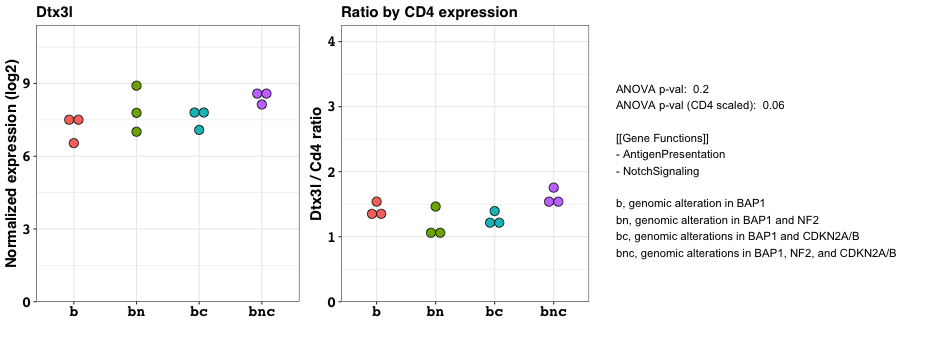 Dtx3l
Normalized expression (log2)
9
6
3
0
b
bn
bc
bnc
Ratio by CD4 expression
Dtx3l / Cd4 ratio
4
3
2
1
0
b
bn
bc
bnc
ANOVA p-val: 0.2
ANOVA p-val (CD4 scaled): 0.06
[[Gene Functions]]
- AntigenPresentation
- NotchSignaling
b, genomic alteration in BAP1
bn, genomic alteration in BAP1 and NF2
bc, genomic alterations in BAP1 and CDKN2A/B
bnc, genomic alterations in BAP1, NF2, and CDKN2A/B